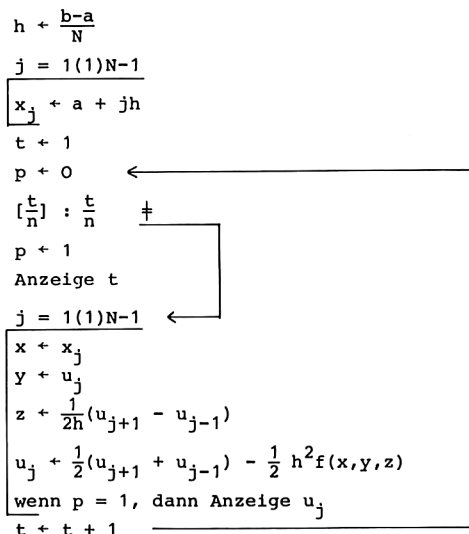 h ← (b-a)/N
j = 1(1)N-1
x_j ← a + jh
t ← 1
p ← 0
[t/n] : t/n ≠
p ← 1
Anzeige t
j = 1(1)N-1
x ← x_j
y ← u_j
z ← 1/(2h) (u_{j+1} - u_{j-1})
u_j ← 1/2 (u_{j+1} + u_{j-1}) - 1/2 h²f(x,y,z)
wenn p = 1, dann Anzeige u_j
t ← t + 1